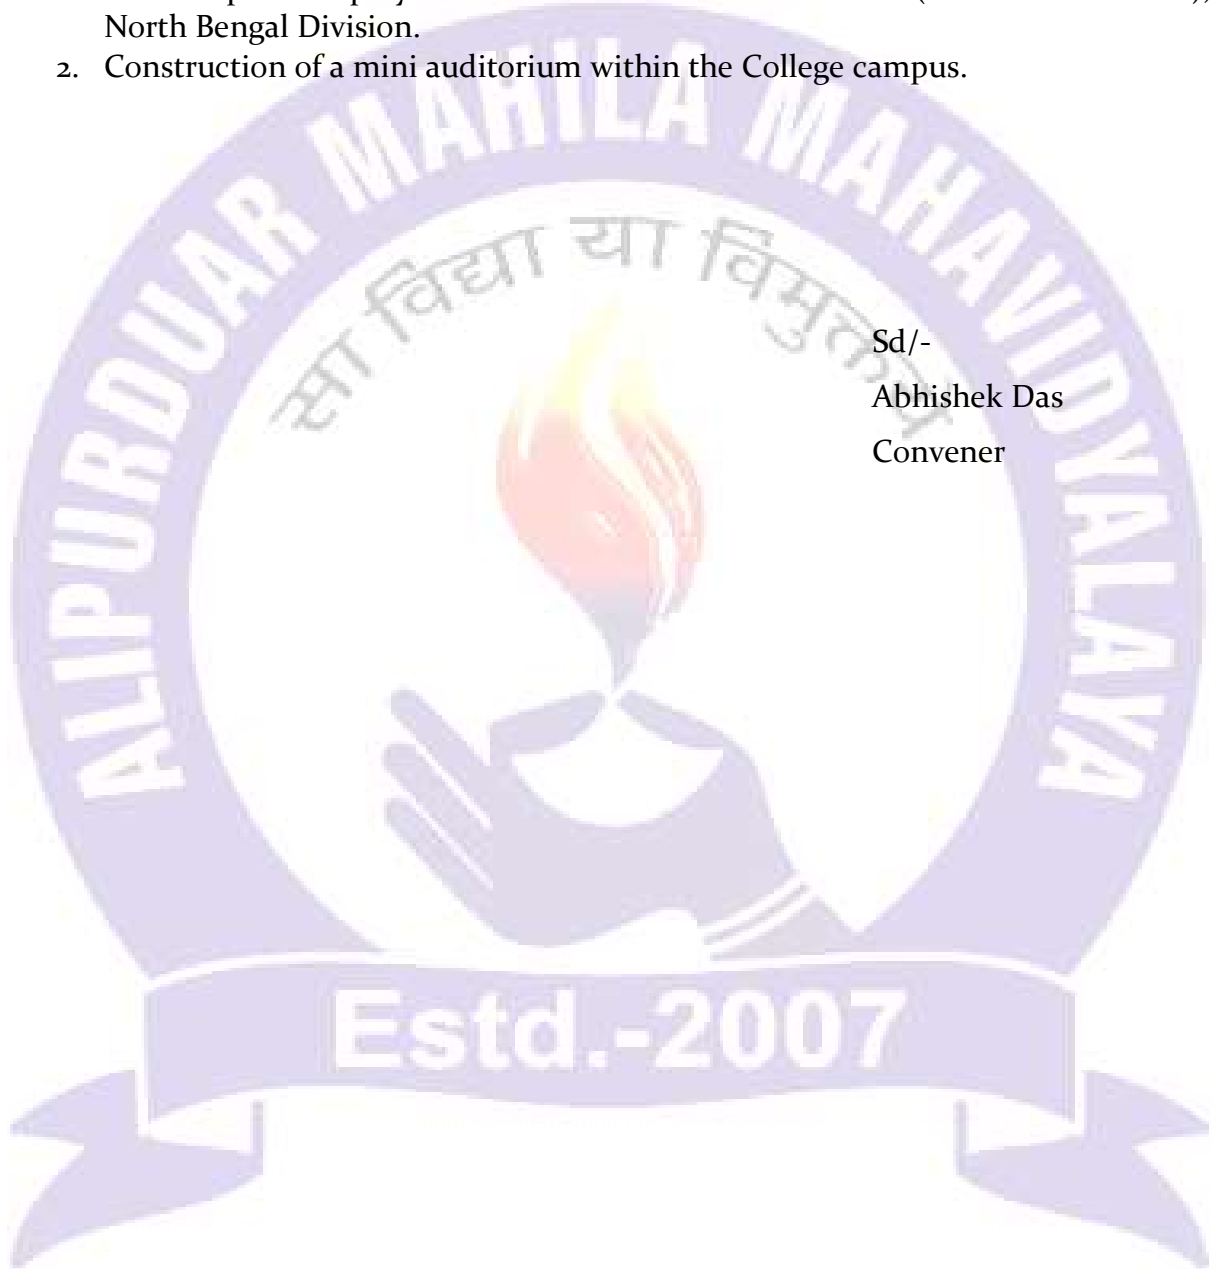 North Bengal Division.
2. Construction of a mini auditorium within the College campus.
ALIPURDUAR MAHILA MAHAVIDYALAYA
सा विद्या या विमुक्तये
Sd/-
Abhishek Das
Convener
Estd.-2007